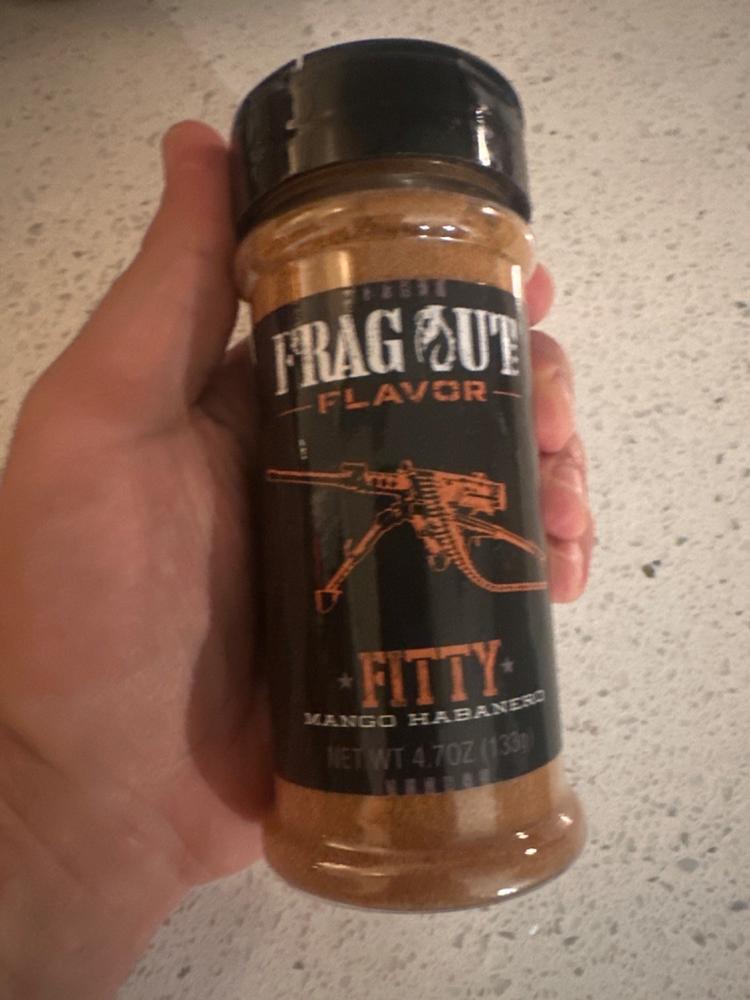 FRAG OUT
FLAVOR
FITTY
MANGO HABANERO
NET WT 4.7OZ (133g)